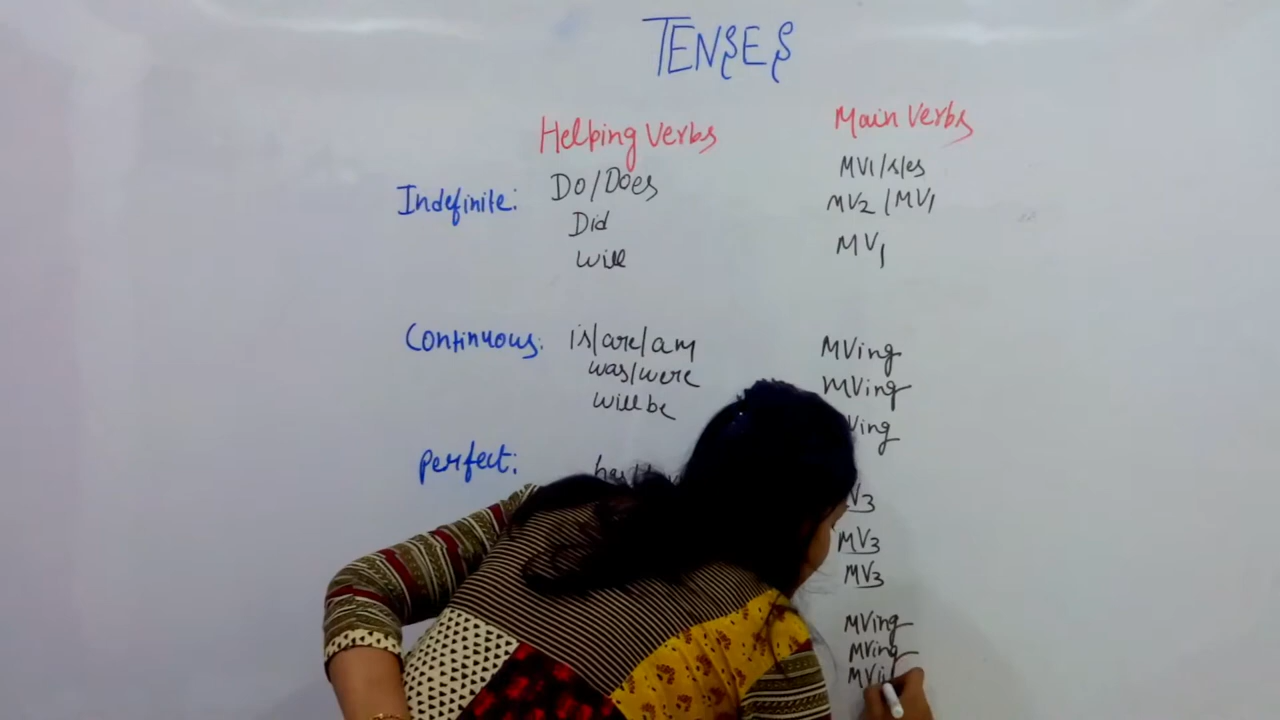 TENSES
Helping Verbs Main Verbs
Indefinite: Do/Does MV1/s/es
Did MV2 / MV1
will MV1
Continuous: is/are/am MVing
was/were MVing
will be Ving
Perfect: V3
MV3
MV3
MVing
MVing